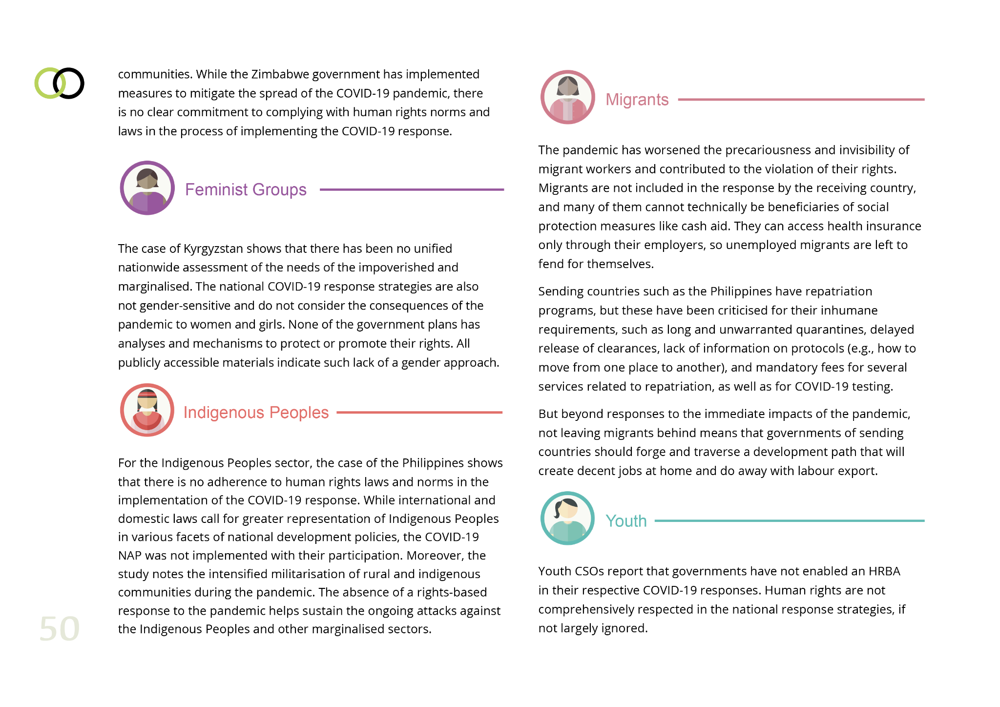 communities. While the Zimbabwe government has implemented
measures to mitigate the spread of the COVID-19 pandemic, there
is no clear commitment to complying with human rights norms and
laws in the process of implementing the COVID-19 response.
Feminist Groups
The case of Kyrgyzstan shows that there has been no unified
nationwide assessment of the needs of the impoverished and
marginalised. The national COVID-19 response strategies are also
not gender-sensitive and do not consider the consequences of the
pandemic to women and girls. None of the government plans has
analyses and mechanisms to protect or promote their rights. All
publicly accessible materials indicate such lack of a gender approach.
Indigenous Peoples
For the Indigenous Peoples sector, the case of the Philippines shows
that there is no adherence to human rights laws and norms in the
implementation of the COVID-19 response. While international and
domestic laws call for greater representation of Indigenous Peoples
in various facets of national development policies, the COVID-19
NAP was not implemented with their participation. Moreover, the
study notes the intensified militarisation of rural and indigenous
communities during the pandemic. The absence of a rights-based
response to the pandemic helps sustain the ongoing attacks against
the Indigenous Peoples and other marginalised sectors.
50
Migrants
The pandemic has worsened the precariousness and invisibility of
migrant workers and contributed to the violation of their rights.
Migrants are not included in the response by the receiving country,
and many of them cannot technically be beneficiaries of social
protection measures like cash aid. They can access health insurance
only through their employers, so unemployed migrants are left to
fend for themselves.
Sending countries such as the Philippines have repatriation
programs, but these have been criticised for their inhumane
requirements, such as long and unwarranted quarantines, delayed
release of clearances, lack of information on protocols (e.g., how to
move from one place to another), and mandatory fees for several
services related to repatriation, as well as for COVID-19 testing.
But beyond responses to the immediate impacts of the pandemic,
not leaving migrants behind means that governments of sending
countries should forge and traverse a development path that will
create decent jobs at home and do away with labour export.
Youth
Youth CSOs report that governments have not enabled an HRBA
in their respective COVID-19 responses. Human rights are not
comprehensively respected in the national response strategies, if
not largely ignored.